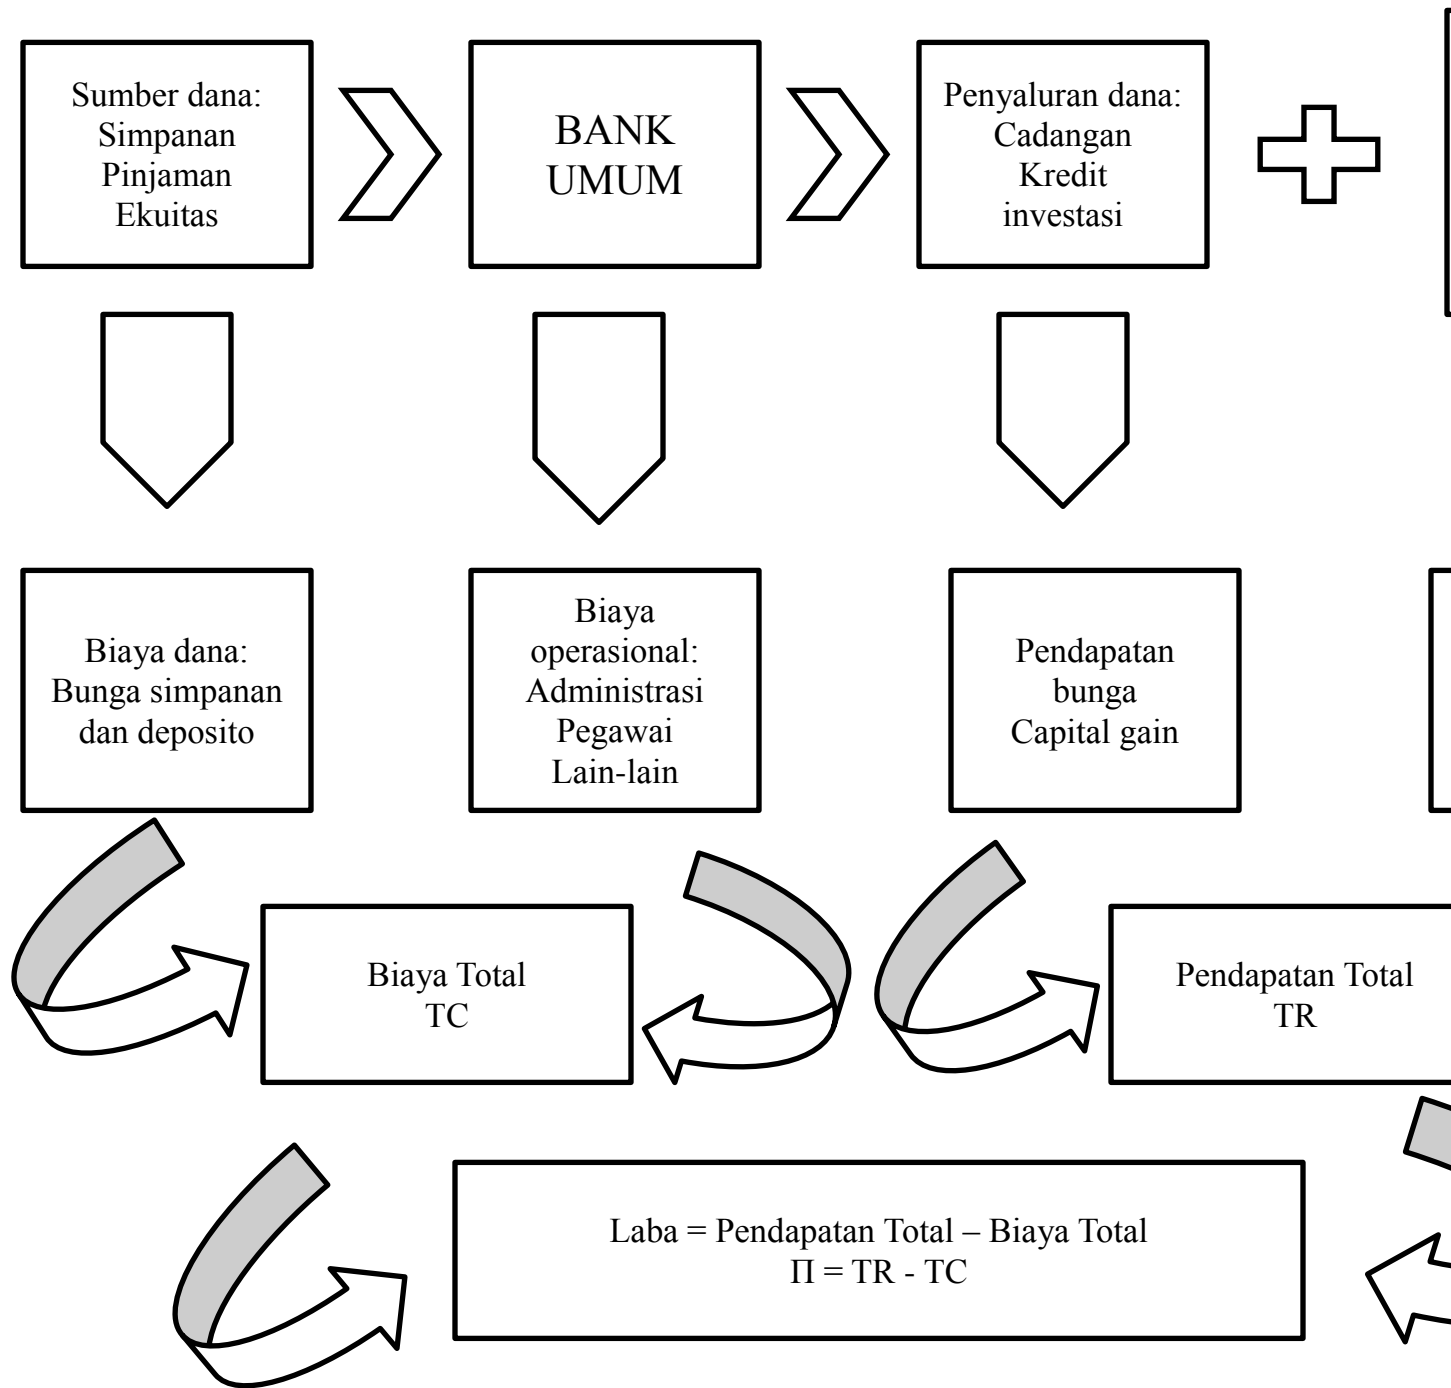 Sumber dana:
Simpanan
Pinjaman
Ekuitas
BANK
UMUM
Penyaluran dana:
Cadangan
Kredit
investasi
Biaya dana:
Bunga simpanan
dan deposito
Biaya
operasional:
Administrasi
Pegawai
Lain-lain
Pendapatan
bunga
Capital gain
Biaya Total
TC
Pendapatan Total
TR
Laba = Pendapatan Total – Biaya Total
Π = TR - TC